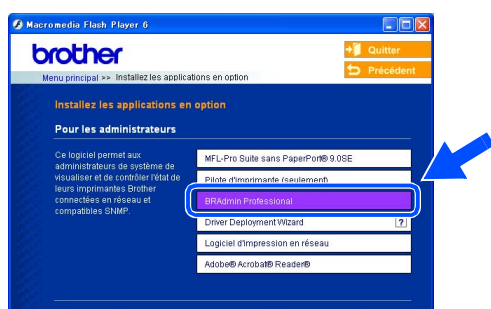 Macromedia Flash Player 6
brother
Quitter
Menu principal >> Installez les applications en option
Précédent
Installez les applications en option
Pour les administrateurs
Ce logiciel permet aux
administrateurs de système de
visualiser et de contrôler l'état de
leurs imprimantes Brother
connectées en réseau et
compatibles SNMP.
MFL-Pro Suite sans PaperPort® 9.0SE
Pilote d'imprimante (seulement)
BRAdmin Professional
Driver Deployment Wizard
?
Logiciel d'impression en réseau
Adobe® Acrobat® Reader®